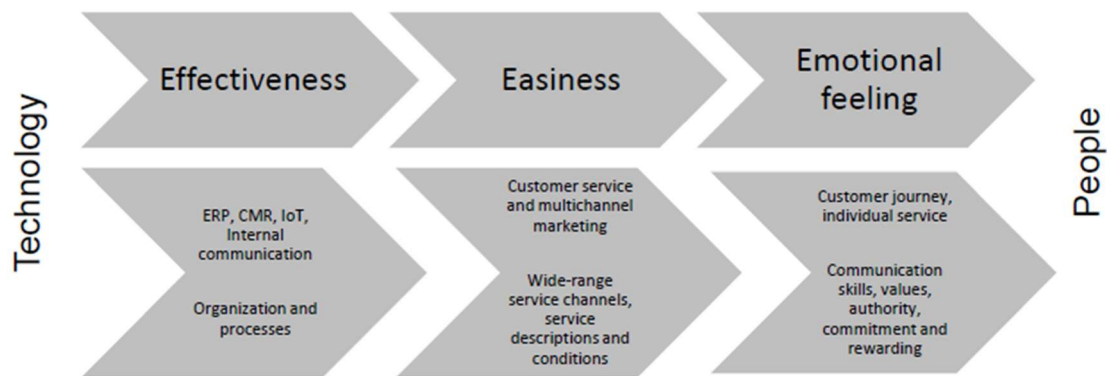 Technology
Effectiveness
Easiness
Emotional
feeling
ERP, CMR, IoT,
Internal
communication
Organization and
processes
Customer service
and multichannel
marketing
Wide-range
service channels,
service
descriptions and
conditions
Customer journey,
individual service
Communication
skills, values,
authority,
commitment and
rewarding
People